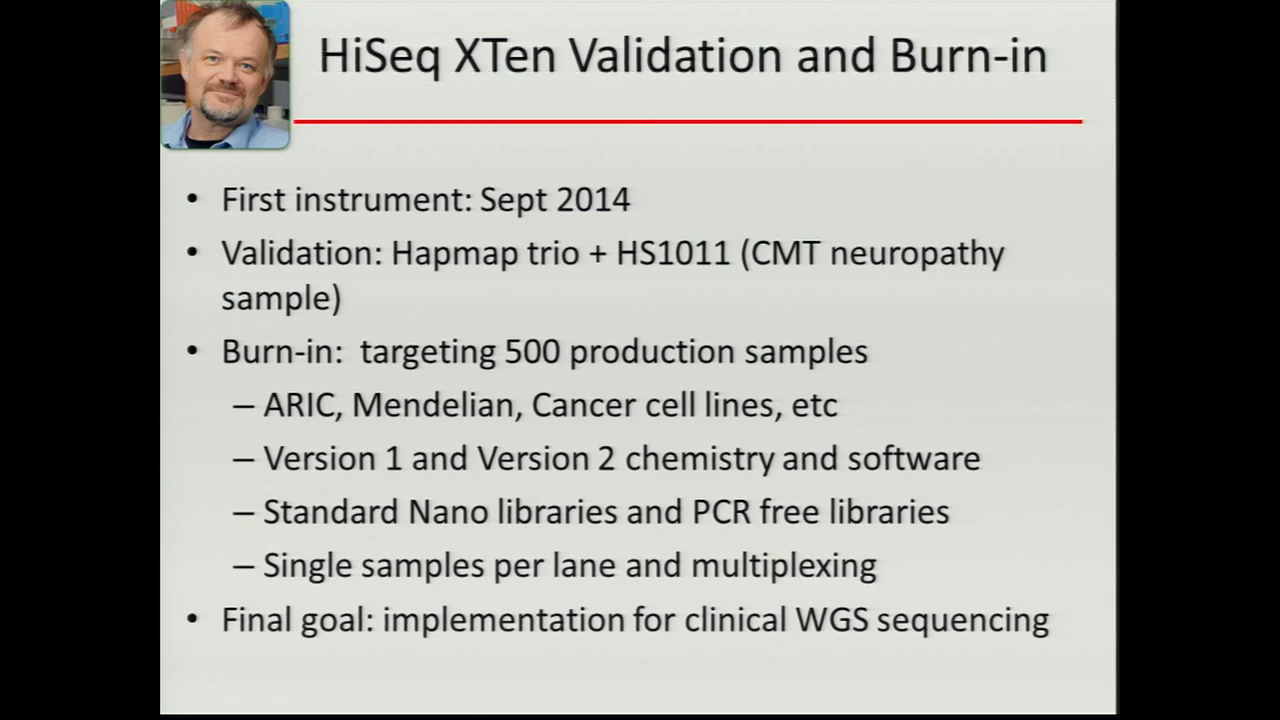 HiSeq XTen Validation and Burn-in
• First instrument: Sept 2014
• Validation: Hapmap trio + HS1011 (CMT neuropathy
sample)
• Burn-in:  targeting 500 production samples
– ARIC, Mendelian, Cancer cell lines, etc
– Version 1 and Version 2 chemistry and software
– Standard Nano libraries and PCR free libraries
– Single samples per lane and multiplexing
• Final goal: implementation for clinical WGS sequencing